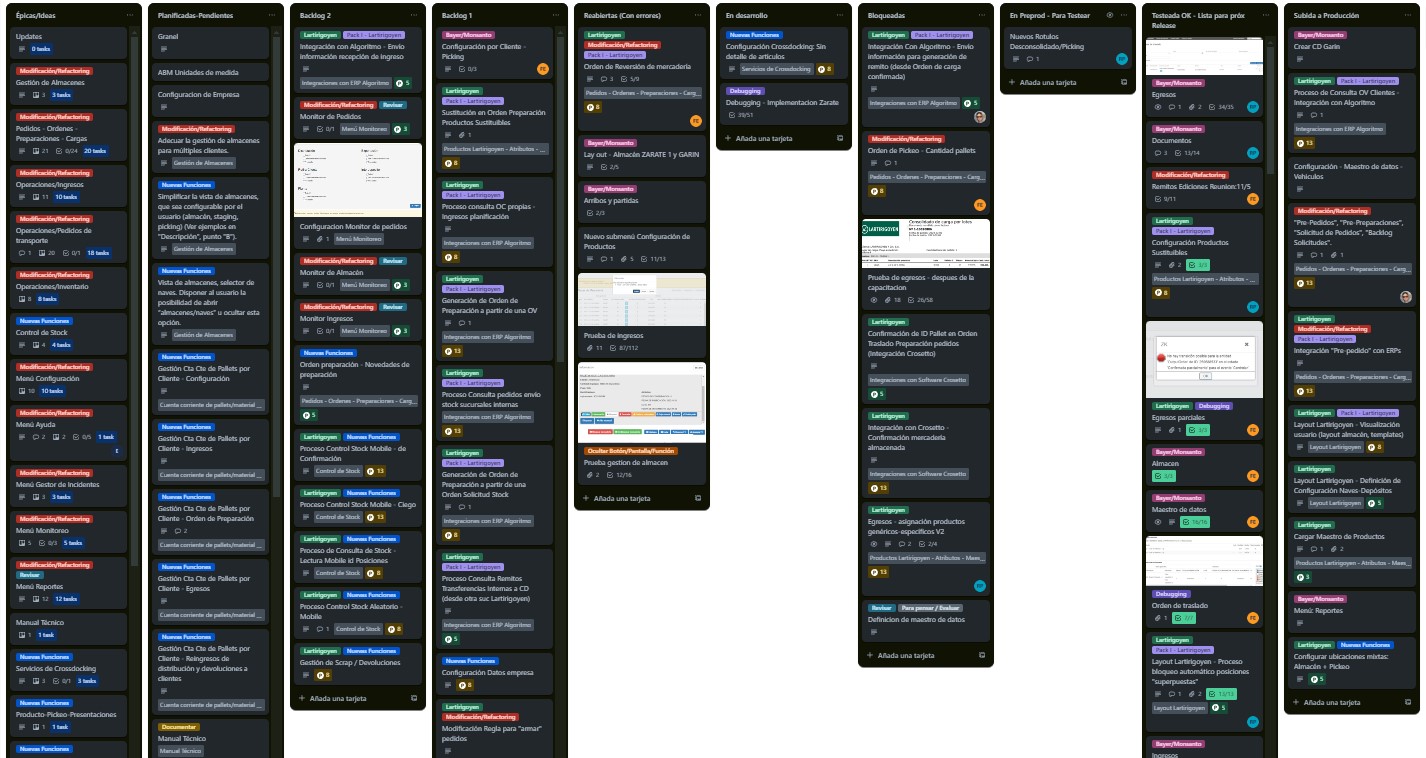 Épicas/Ideas
Updates
0 tasks
Modificación/Refactoring
Gestión de Almacenes
3 3 tasks
Modificación/Refactoring
Pedidos - Ordenes -
Preparaciones - Cargas
21 0/24 20 tasks
Modificación/Refactoring
Operaciones/Ingresos
11 10 tasks
Modificación/Refactoring
Operaciones/Pedidos de
transporte
1 20 0/1 18 tasks
Modificación/Refactoring
Operaciones/Inventario
8 8 tasks
Nuevas Funciones
Control de Stock
4 4 tasks
Modificación/Refactoring
Menú Configuración
10 10 tasks
Modificación/Refactoring
Menú Ayuda
2 2 0/5 1 task
E
Modificación/Refactoring
Menú Gestor de Incidentes
3 3 tasks
Modificación/Refactoring
Menú Monitoreo
5 0/3 5 tasks
Modificación/Refactoring
Revisar
Menú Reportes
12 12 tasks
Manual Técnico
1 1 task
Nuevas Funciones
Servicios de Crossdocking
3 0/1 3 tasks
Nuevas Funciones
Producto-Pickeo-Presentaciones
1 1 task
Nuevas Funciones
Planificadas-Pendientes
Granel
ABM Unidades de medida
Configuracion de Empresa
Modificación/Refactoring
Adecuar la gestión de almacenes
para múltiples clientes.
Gestión de Almacenes
Nuevas Funciones
Simplificar la vista de almacenes,
que sea configurable por el
usuario (almacén, staging,
picking) (Ver ejemplos en
"Descripción", punto "B").
Gestión de Almacenes
Nuevas Funciones
Vista de almacenes, selector de
naves. Disponer al usuario la
posibilidad de abrir
"almacenes/naves" u ocultar esta
opción.
Gestión de Almacenes
Nuevas Funciones
Gestión Cta Cte de Pallets por
Cliente - Configuración
Cuenta corriente de pallets/material ...
Nuevas Funciones
Gestión Cta Cte de Pallets por
Cliente - Ingresos
Cuenta corriente de pallets/material ...
Nuevas Funciones
Gestión Cta Cte de Pallets por
Cliente - Orden de Preparación
2
Cuenta corriente de pallets/material ...
Nuevas Funciones
Gestión Cta Cte de Pallets por
Cliente - Egresos
Cuenta corriente de pallets/material ...
Nuevas Funciones
Gestión Cta Cte de Pallets por
Cliente - Reingresos de
distribución y devoluciones a
clientes
Cuenta corriente de pallets/material ...
Documentar
Manual Técnico
Manual Técnico
Backlog 2
Lartirigoyen Pack I - Lartirigoyen
Integración con Algoritmo - Envio
Información recepción de ingreso
Integraciones con ERP Algoritmo P 5
Modificación/Refactoring Revisar
Monitor de Pedidos
0/1 Menú Monitoreo P 3
Configuracion Monitor de pedidos
1 Menú Monitoreo
Modificación/Refactoring Revisar
Monitor de Almacén
0/1 Menú Monitoreo P 3
Modificación/Refactoring Revisar
Monitor Ingresos
0/1 Menú Monitoreo P 3
Nuevas Funciones
Orden preparación - Novedades de
preparación
Pedidos - Ordenes - Preparaciones - Carg...
P 5
Lartirigoyen Nuevas Funciones
Proceso Control Stock Mobile - de
Confirmación
Control de Stock P 13
Lartirigoyen Nuevas Funciones
Proceso Control Stock Mobile - Ciego
Control de Stock P 13
Lartirigoyen Nuevas Funciones
Proceso de Consulta de Stock -
Lectura Mobile id Posiciones
Control de Stock P 8
Lartirigoyen Nuevas Funciones
Proceso Control Stock Aleatorio -
Mobile
1 Control de Stock P 8
Lartirigoyen Nuevas Funciones
Gestión de Scrap / Devoluciones
P 8
Añada una tarjeta
Backlog 1
Bayer/Monsanto
Configuración por Cliente -
Picking
0/3 FE
Lartirigoyen
Pack I - Lartirigoyen
Sustitución en Orden Preparación
Productos Sustituibles
1
Productos Lartirigoyen - Atributos - ...
P 8
Lartirigoyen
Pack I - Lartirigoyen
Proceso consulta OC propias -
Ingresos planificación
Integraciones con ERP Algoritmo
P 8
Lartirigoyen
Pack I - Lartirigoyen
Generación de Orden de
Preparación a partir de una OV
1
Integraciones con ERP Algoritmo
P 13
Lartirigoyen
Pack I - Lartirigoyen
Proceso Consulta pedidos envio
stock sucursales internas
Integraciones con ERP Algoritmo
P 13
Lartirigoyen
Pack I - Lartirigoyen
Generación de Orden de
Preparación a partir de una
Orden Solicitud Stock
1
Integraciones con ERP Algoritmo
P 8
Lartirigoyen
Pack I - Lartirigoyen
Proceso Consulta Remitos
Transferencias Internas a CD
(desde otra suc Lartirigoyen)
Integraciones con ERP Algoritmo
P 5
Nuevas Funciones
Configuración Datos empresa
P 8
Lartirigoyen
Modificación/Refactoring
Modificación Regla para "armar"
pedidos
Reabiertas (Con errores)
Lartirigoyen
Modificación/Refactoring
Pack I - Lartirigoyen
Orden de Reversión de mercadería
3 5/9
Pedidos - Ordenes - Preparaciones - Carg...
P 8
FE
Bayer/Monsanto
Lay out - Almacén ZARATE 1 y GARIN
2/5
Bayer/Monsanto
Arribos y partidas
2/3
Nuevo submenú Configuración de
Productos
1 5 11/13
Prueba de Ingresos
11 87/112
Ocultar Botón/Pantalla/Función
Prueba gestion de almacen
2 12/16
Añada una tarjeta
En desarrollo
Nuevas Funciones
Configuración Crossdocking: Sin
detalle de artículos
Servicios de Crossdocking P 8
Debugging
Debugging - Implementacion Zarate
39/51
Añada una tarjeta
Bloqueadas
Lartirigoyen Pack I - Lartirigoyen
Integración Con Algoritmo - Envio
información para generación de
remito (desde Orden de carga
confirmada)
Integraciones con ERP Algoritmo P 5
Modificación/Refactoring
Orden de Pickeo - Cantidad pallets
1
Pedidos - Ordenes - Preparaciones - Carg...
P 8
FE
LARTIRIGOYEN
Consolidado de carga por lotes
Prueba de egresos - despues de la
capacitacion
18 26/58
Lartirigoyen
Confirmación de ID Pallet en Orden
Traslado Preparación pedidos
(Integración Crosetto)
Integraciones con Software Crosetto
P 5
Lartirigoyen
Integración con Crosetto -
Confirmación mercadería
almacenada
Integraciones con Software Crosetto
P 13
Lartirigoyen
Egresos - asignación productos
genéricos-específicos V2
2 2/4
Productos Lartirigoyen - Atributos - Maes...
P 13
Revisar Para pensar / Evaluar
Definicion de maestro de datos
Añada una tarjeta
En Preprod - Para Testear
Nuevos Rotulos
Desconsolidado/Picking
1
Añada una tarjeta
Testeada OK - Lista para próx
Release
Bayer/Monsanto
Egresos
1 2 34/35
Bayer/Monsanto
Documentos
3 13/14
Modificación/Refactoring
Remitos Ediciones Reunion:11/5
9/11 FE
Lartirigoyen
Pack I - Lartirigoyen
Configuración Productos
Sustituibles
2 3/3
Productos Lartirigoyen - Atributos - ...
P 8
Lartirigoyen Debugging
Egresos parciales
1 3/3 FE
Bayer/Monsanto
Almacen
3/3 FE
Bayer/Monsanto
Maestro de datos
16/16 FE
Debugging
Orden de traslado
1 7/7 FE
Lartirigoyen
Pack I - Lartirigoyen
Layout Lartirigoyen - Proceso
bloqueo automático posiciones
"superpuestas"
1 2 13/13
Layout Lartirigoyen P 5
Bayer/Monsanto
Ingresos
Subida a Producción
Bayer/Monsanto
Crear CD Garin
Lartirigoyen Pack I - Lartirigoyen
Proceso de Consulta OV Clientes -
Integración con Algoritmo
1
Integraciones con ERP Algoritmo
P 13
Configuración - Maestro de datos -
Vehículos
Modificación/Refactoring
"Pre-Pedidos", "Pre-Preparaciones",
"Solicitud de Pedidos", "Backlog
Solicitudes".
1 1
Pedidos - Ordenes - Preparaciones - Carg...
P 13
Lartirigoyen
Modificación/Refactoring
Pack I - Lartirigoyen
Integración "Pre-pedido" con ERPs
Pedidos - Ordenes - Preparaciones - Carg...
P 13
Lartirigoyen Pack I - Lartirigoyen
Layout Lartirigoyen - Visualización
usuario (layout almacén, templates)
Layout Lartirigoyen P 8
Lartirigoyen Pack I - Lartirigoyen
Layout Lartirigoyen - Definición de
Configuración Naves-Depósitos
Layout Lartirigoyen P 5
Lartirigoyen
Cargar Maestro de Productos
1 2
Productos Lartirigoyen - Atributos - Maes...
P 3
Bayer/Monsanto
Menú: Reportes
Lartirigoyen Nuevas Funciones
Configurar ubicaciones mixtas:
Almacén + Pickeo
P 5
Añada una tarjeta